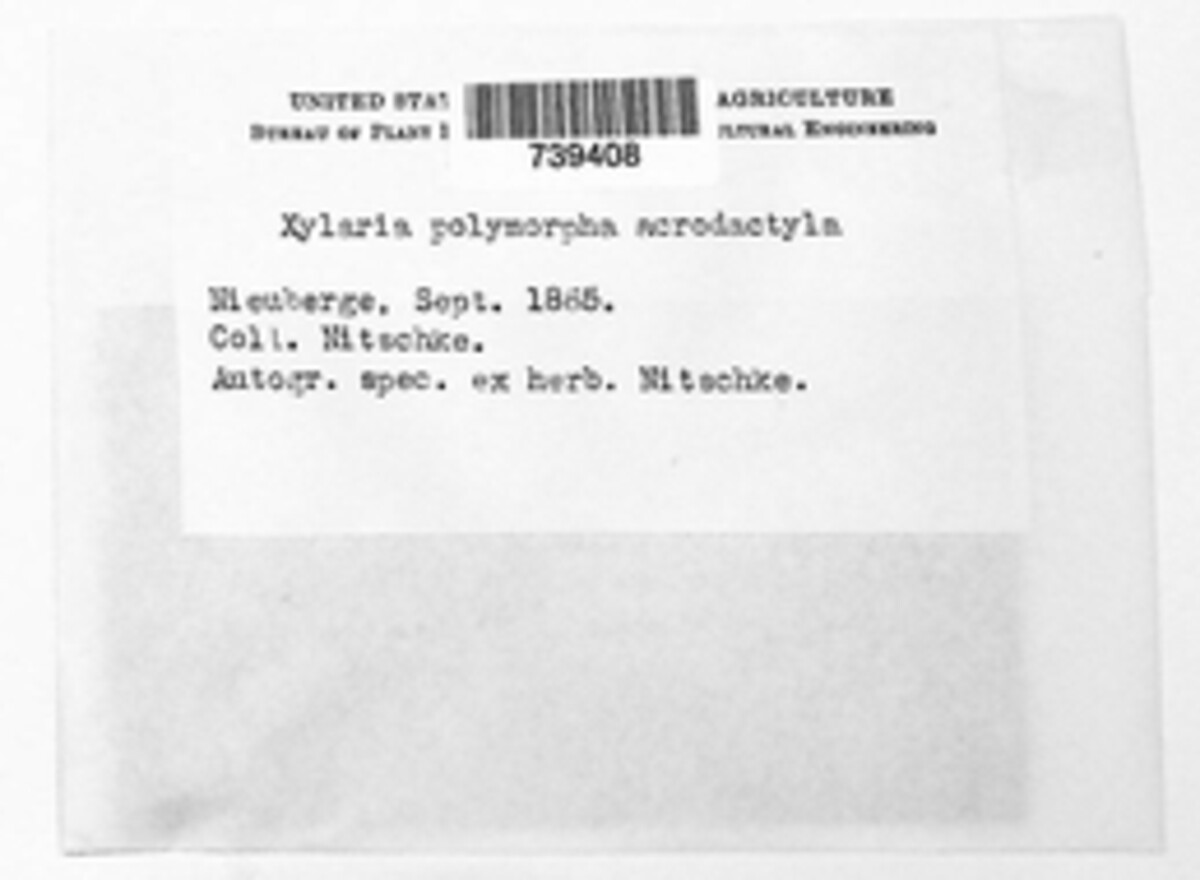 UNITED STAT AGRICULTURE
BUREAU OF PLANT I LTURAL ENGINEERING
739408
Xylaria polymorpha acrodactyla
Nieuberge, Sept. 1865.
Coll. Nitschke.
Autogr. spec. ex herb. Nitschke.